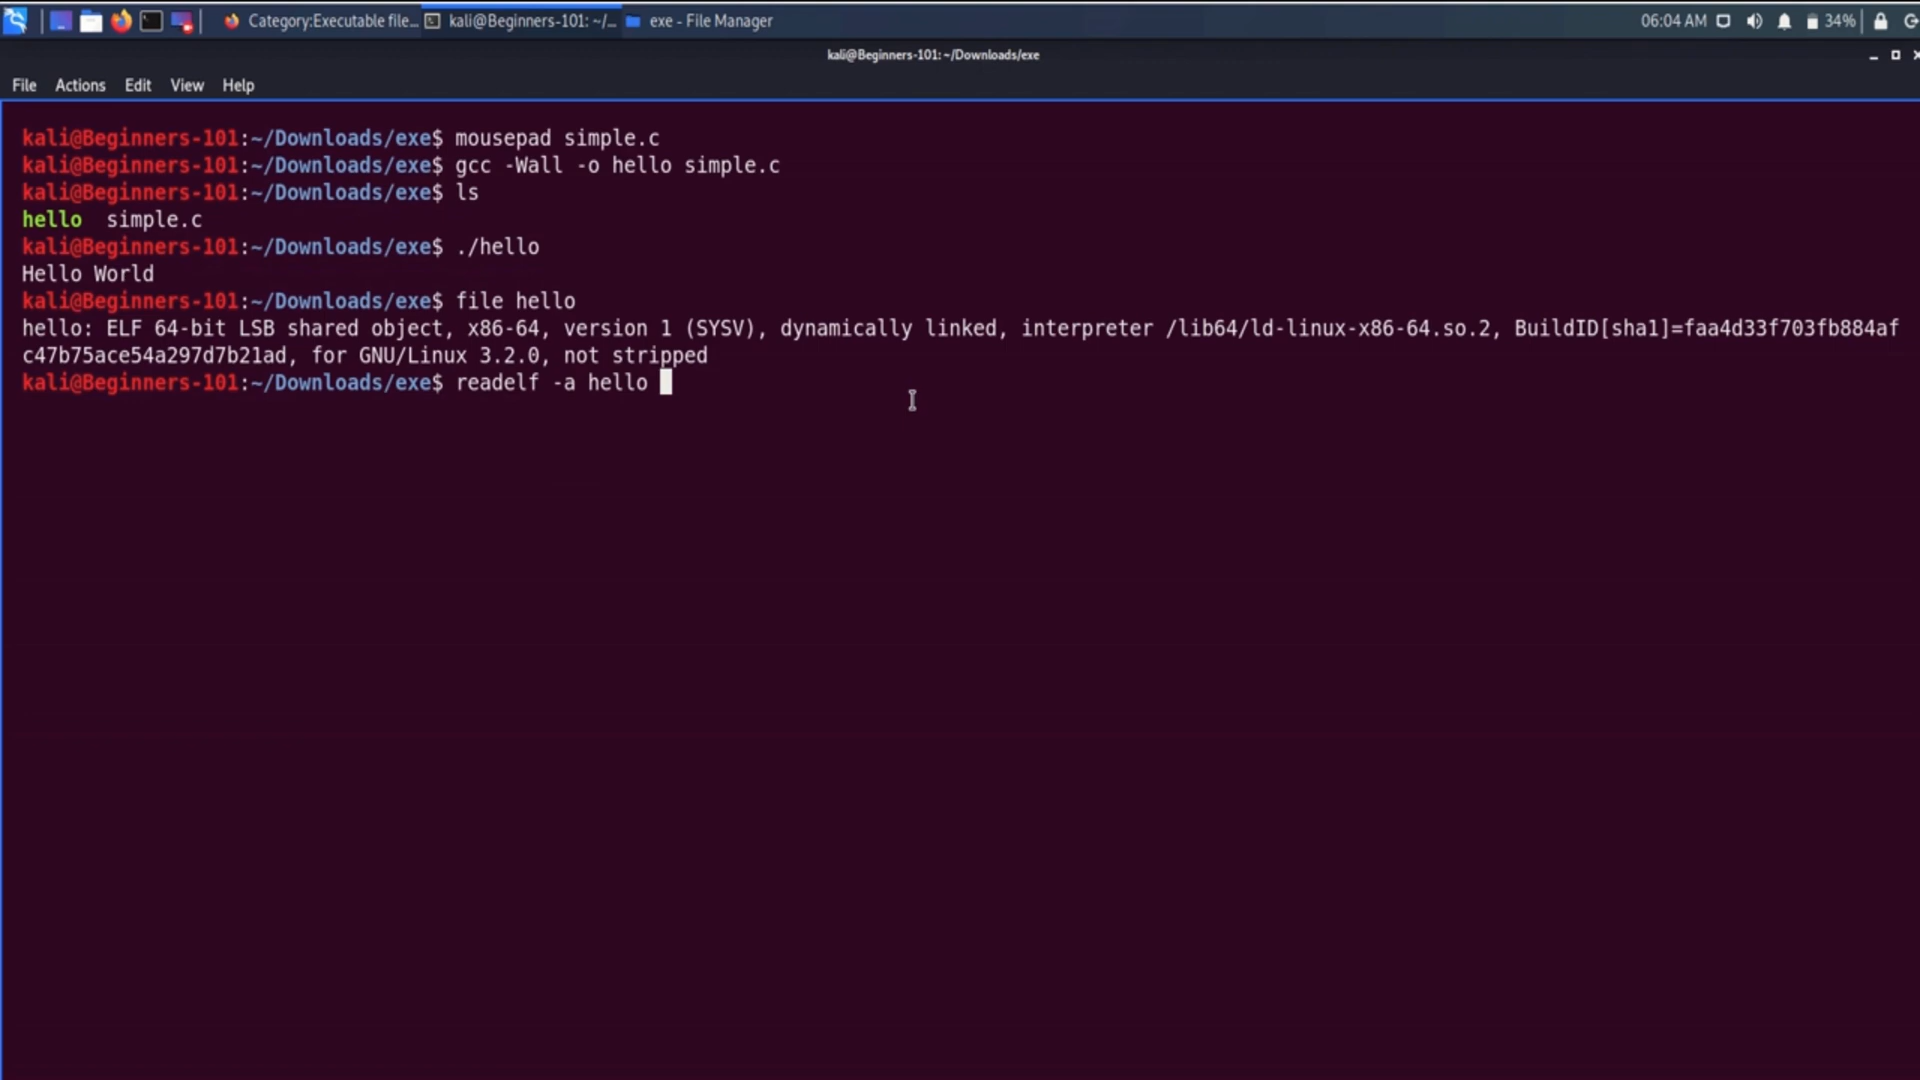 Category:Executable file... kali@Beginners-101: ~/... exe - File Manager 06:04 AM 34%
kali@Beginners-101: ~/Downloads/exe
File Actions Edit View Help
kali@Beginners-101:~/Downloads/exe$ mousepad simple.c
kali@Beginners-101:~/Downloads/exe$ gcc -Wall -o hello simple.c
kali@Beginners-101:~/Downloads/exe$ ls
hello  simple.c
kali@Beginners-101:~/Downloads/exe$ ./hello
Hello World
kali@Beginners-101:~/Downloads/exe$ file hello
hello: ELF 64-bit LSB shared object, x86-64, version 1 (SYSV), dynamically linked, interpreter /lib64/ld-linux-x86-64.so.2, BuildID[sha1]=faa4d33f703fb884af
c47b75ace54a297d7b21ad, for GNU/Linux 3.2.0, not stripped
kali@Beginners-101:~/Downloads/exe$ readelf -a hello